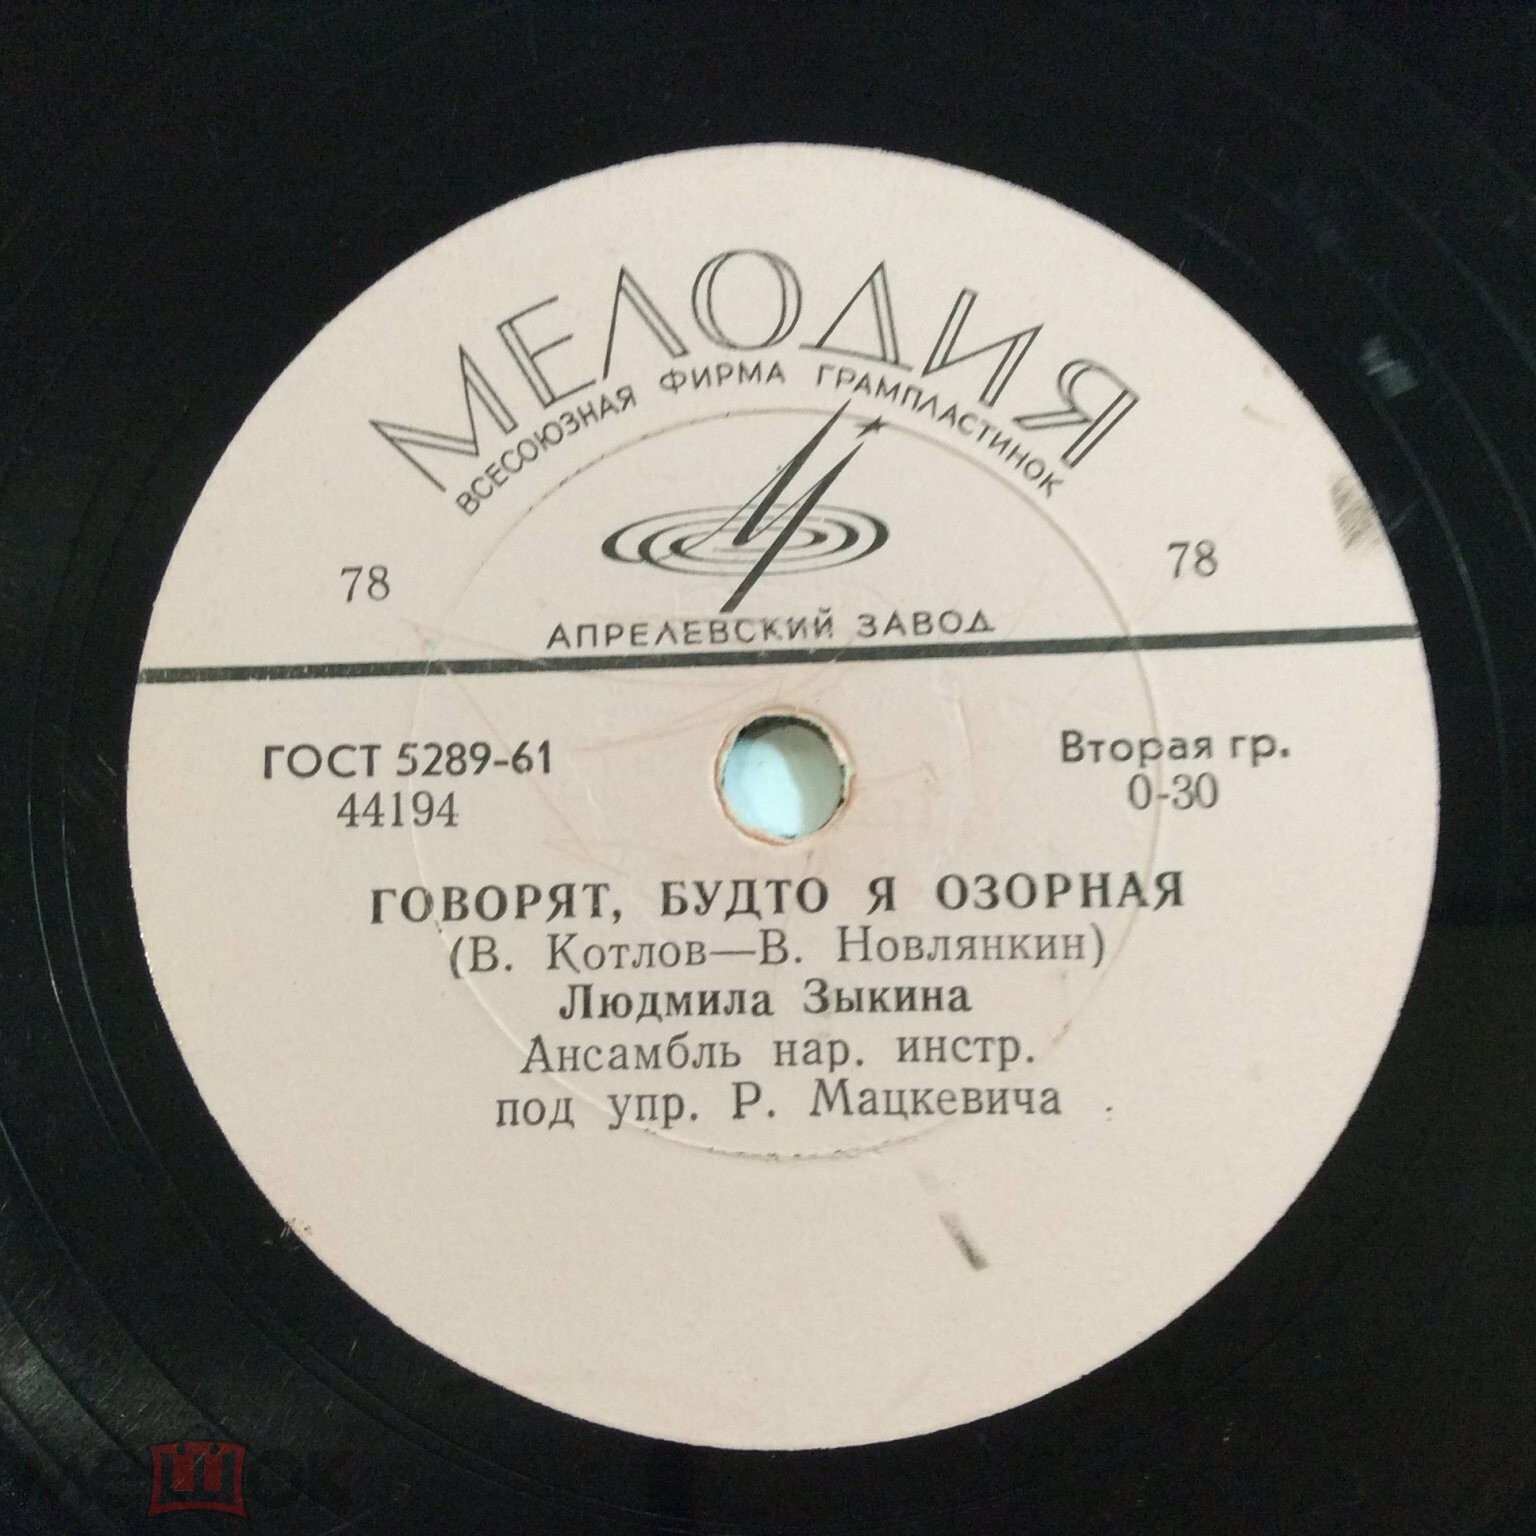 МЕЛОДИЯ
ВСЕСОЮЗНАЯ ФИРМА ГРАМПЛАСТИНОК
78
78
АПРЕЛЕВСКИЙ ЗАВОД
ГОСТ 5289-61
Вторая гр.
44194
0-30
ГОВОРЯТ, БУДТО Я ОЗОРНАЯ
(В. Котлов—В. Новлянкин)
Людмила Зыкина
Ансамбль нар. инстр.
под упр. Р. Мацкевича